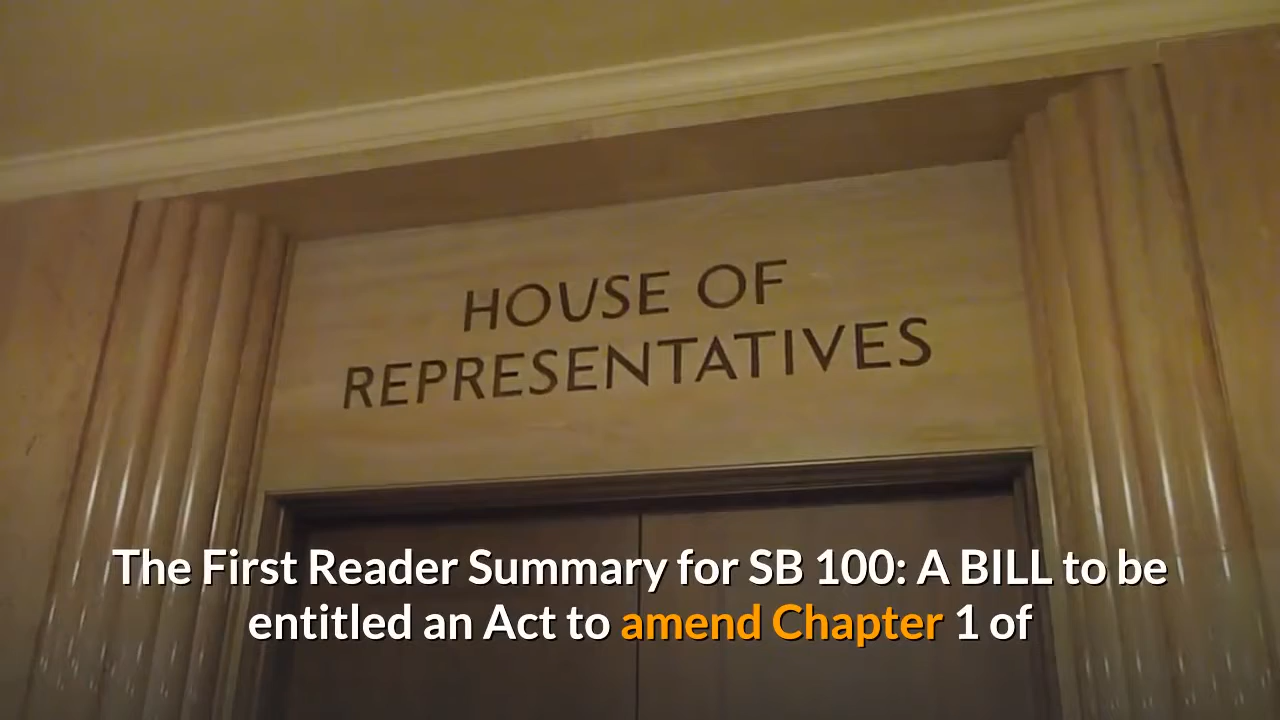 HOUSE OF
REPRESENTATIVES
The First Reader Summary for SB 100: A BILL to be
entitled an Act to amend Chapter 1 of